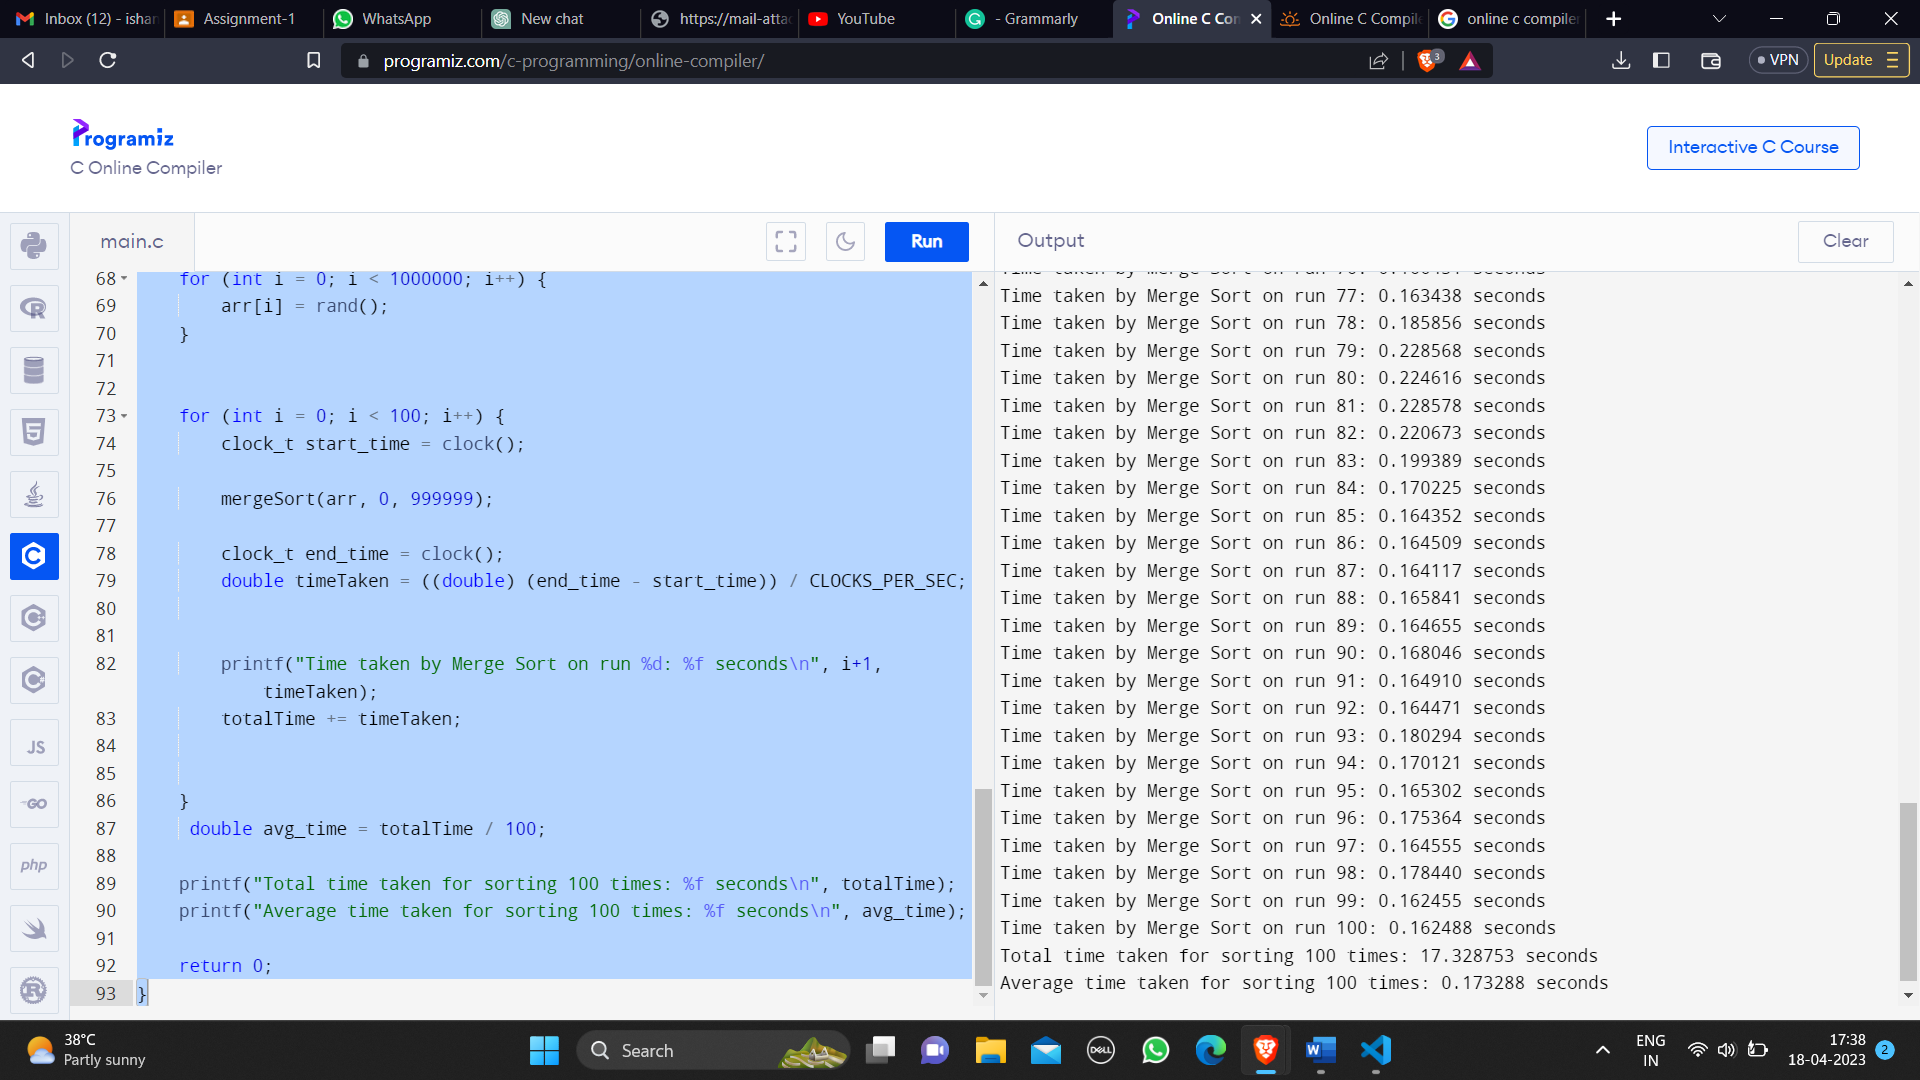 Inbox (12) - ishan
Assignment-1
WhatsApp
New chat
https://mail-atta
YouTube
- Grammarly
Online C Con
Online C Compile
online c compiler
programiz.com/c-programming/online-compiler/
3
VPN
Update
Programiz
C Online Compiler
Interactive C Course
main.c
Run
Output
Clear
68 for (int i = 0; i < 1000000; i++) {
69 arr[i] = rand();
70 }
71
72
73 for (int i = 0; i < 100; i++) {
74 clock_t start_time = clock();
75
76 mergeSort(arr, 0, 999999);
77
78 clock_t end_time = clock();
79 double timeTaken = ((double) (end_time - start_time)) / CLOCKS_PER_SEC;
80
81
82 printf("Time taken by Merge Sort on run %d: %f seconds\n", i+1,
timeTaken);
83 totalTime += timeTaken;
84
85
86 }
87 double avg_time = totalTime / 100;
88
89 printf("Total time taken for sorting 100 times: %f seconds\n", totalTime);
90 printf("Average time taken for sorting 100 times: %f seconds\n", avg_time);
91
92 return 0;
93 }
Time taken by Merge Sort on run 77: 0.163438 seconds
Time taken by Merge Sort on run 78: 0.185856 seconds
Time taken by Merge Sort on run 79: 0.228568 seconds
Time taken by Merge Sort on run 80: 0.224616 seconds
Time taken by Merge Sort on run 81: 0.228578 seconds
Time taken by Merge Sort on run 82: 0.220673 seconds
Time taken by Merge Sort on run 83: 0.199389 seconds
Time taken by Merge Sort on run 84: 0.170225 seconds
Time taken by Merge Sort on run 85: 0.164352 seconds
Time taken by Merge Sort on run 86: 0.164509 seconds
Time taken by Merge Sort on run 87: 0.164117 seconds
Time taken by Merge Sort on run 88: 0.165841 seconds
Time taken by Merge Sort on run 89: 0.164655 seconds
Time taken by Merge Sort on run 90: 0.168046 seconds
Time taken by Merge Sort on run 91: 0.164910 seconds
Time taken by Merge Sort on run 92: 0.164471 seconds
Time taken by Merge Sort on run 93: 0.180294 seconds
Time taken by Merge Sort on run 94: 0.170121 seconds
Time taken by Merge Sort on run 95: 0.165302 seconds
Time taken by Merge Sort on run 96: 0.175364 seconds
Time taken by Merge Sort on run 97: 0.164555 seconds
Time taken by Merge Sort on run 98: 0.178440 seconds
Time taken by Merge Sort on run 99: 0.162455 seconds
Time taken by Merge Sort on run 100: 0.162488 seconds
Total time taken for sorting 100 times: 17.328753 seconds
Average time taken for sorting 100 times: 0.173288 seconds
JS
GO
php
38°C
Partly sunny
Search
DELL
ENG
IN
17:38
18-04-2023
2